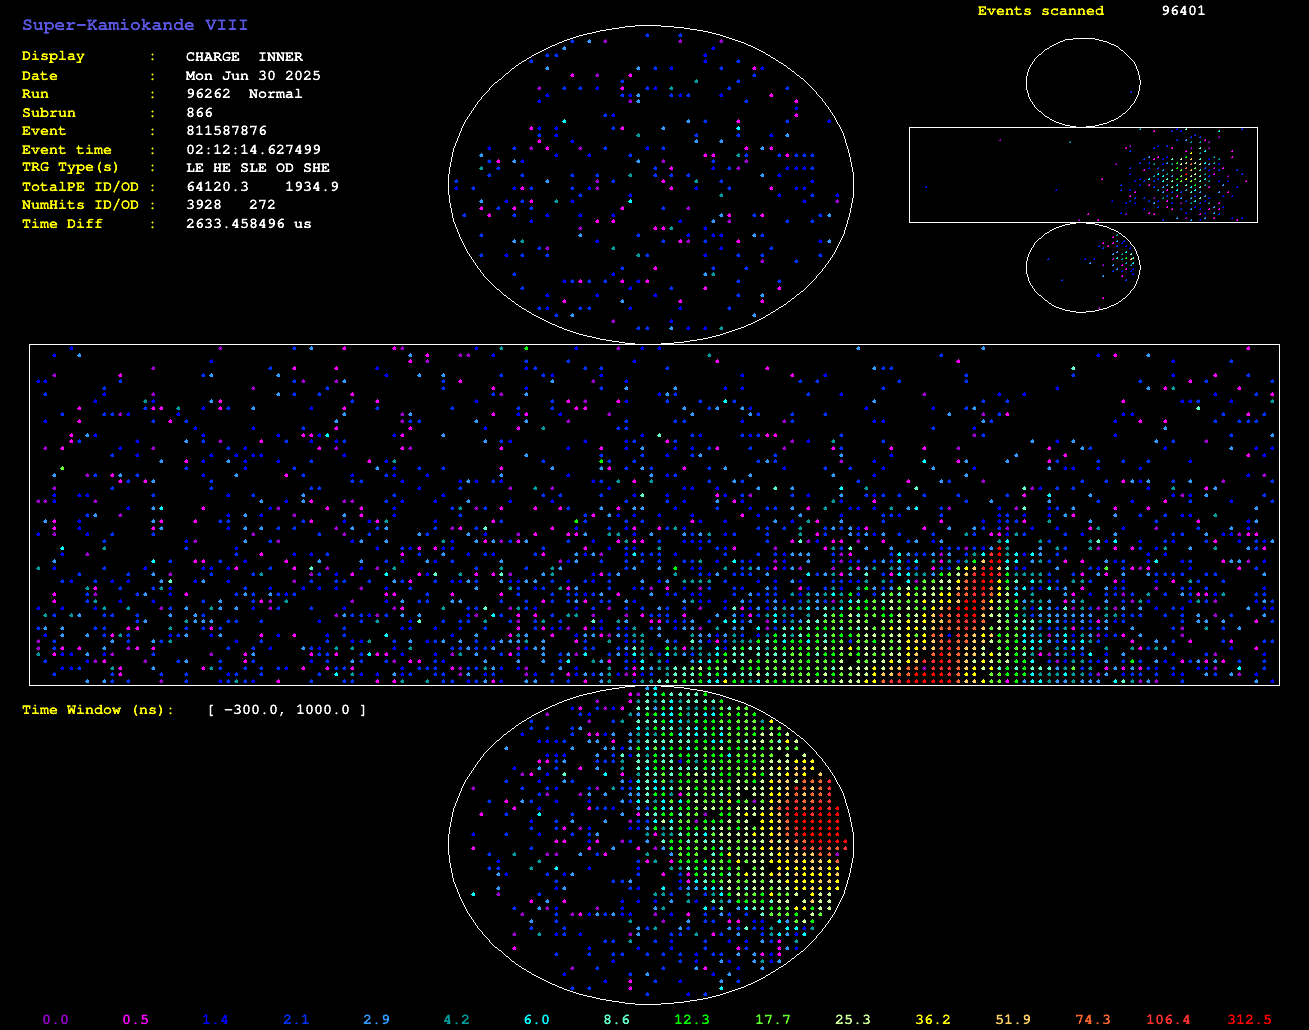 Super-Kamiokande VIII
Events scanned 96401
Display : CHARGE INNER
Date : Mon Jun 30 2025
Run : 96262 Normal
Subrun : 866
Event : 811587876
Event time : 02:12:14.627499
TRG Type(s) : LE HE SLE OD SHE
TotalPE ID/OD : 64120.3 1934.9
NumHits ID/OD : 3928 272
Time Diff : 2633.458496 us
Time Window (ns): [ -300.0, 1000.0 ]
0.0 0.5 1.4 2.1 2.9 4.2 6.0 8.6 12.3 17.7 25.3 36.2 51.9 74.3 106.4 312.5